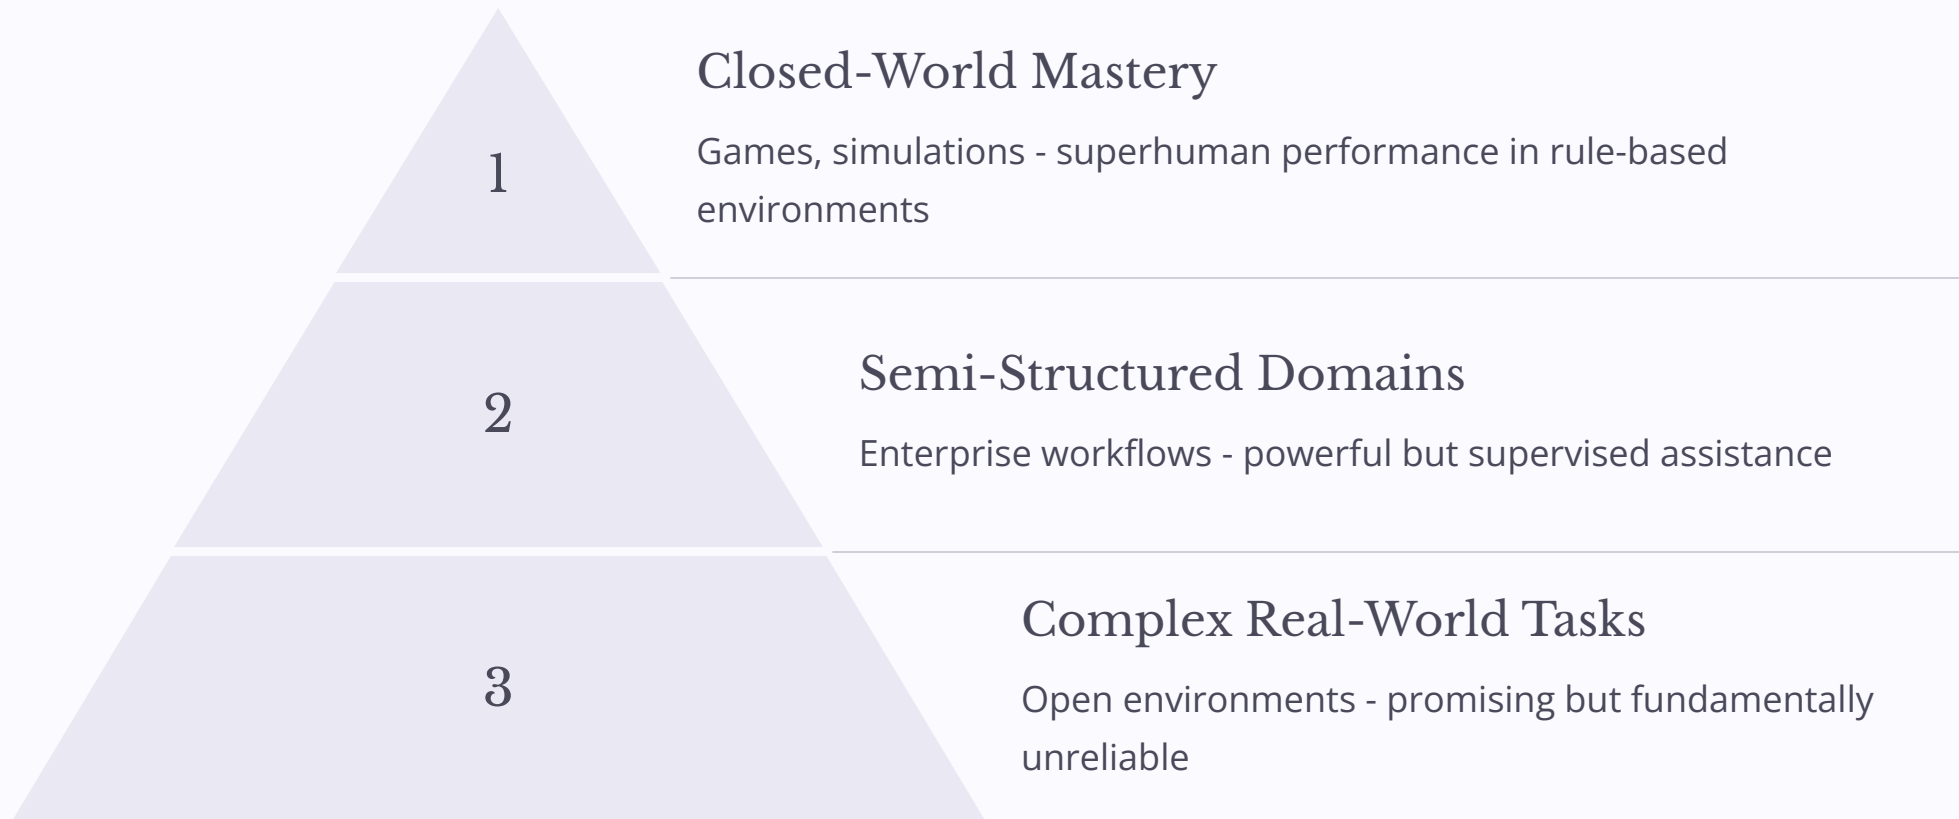 Closed-World Mastery
Games, simulations - superhuman performance in rule-based
environments
1
Semi-Structured Domains
Enterprise workflows - powerful but supervised assistance
2
Complex Real-World Tasks
Open environments - promising but fundamentally
unreliable
3